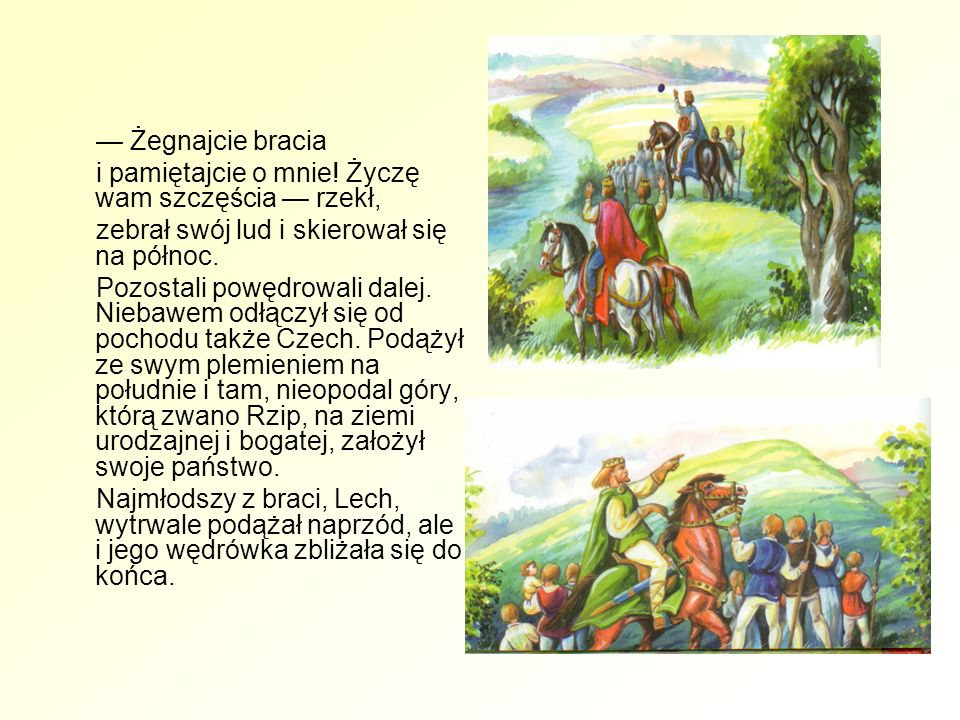 — Żegnajcie bracia
i pamiętajcie o mnie! Życzę
wam szczęścia — rzekł,
zebrał swój lud i skierował się
na północ.
Pozostali powędrowali dalej.
Niebawem odłączył się od
pochodu także Czech. Podążył
ze swym plemieniem na
południe i tam, nieopodal góry,
którą zwano Rzip, na ziemi
urodzajnej i bogatej, założył
swoje państwo.
Najmłodszy z braci, Lech,
wytrwale podążał naprzód, ale
i jego wędrówka zbliżała się do
końca.